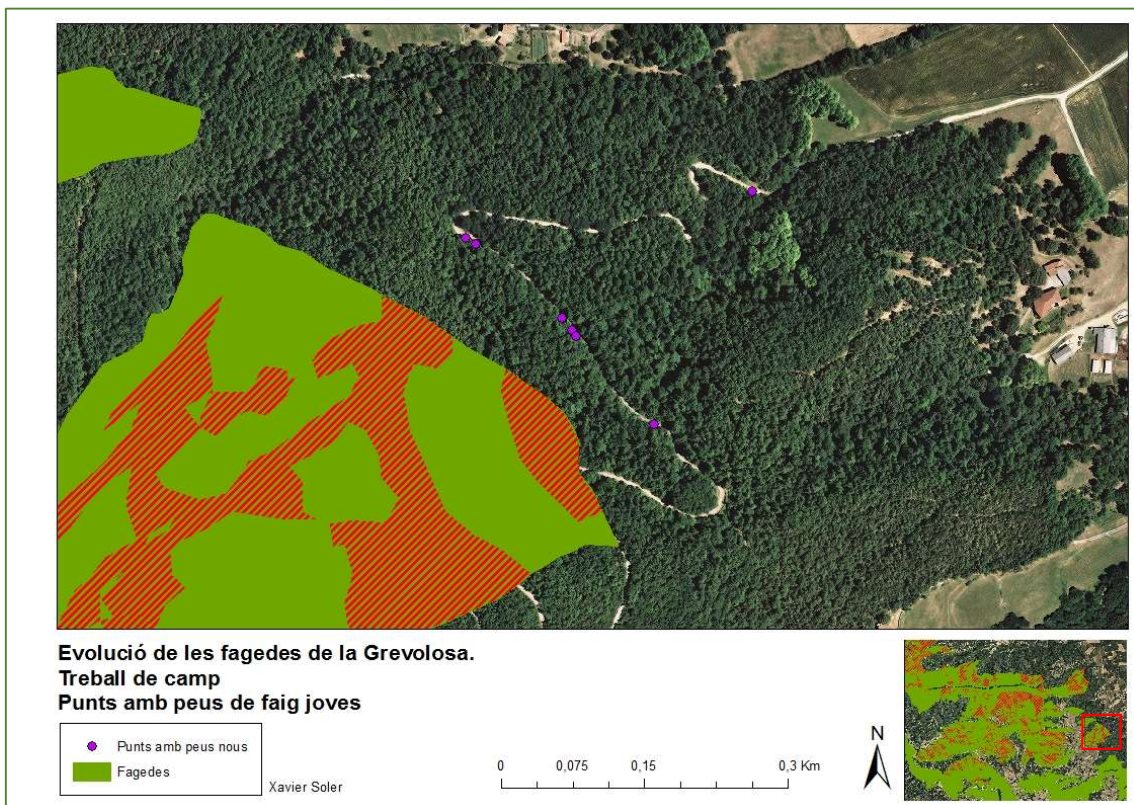 Evolució de les fagedes de la Grevolosa.
Treball de camp
Punts amb peus de faig joves
Punts amb peus nous
Fagedes
Xavier Soler
0 0,075 0,15 0,3 Km
N